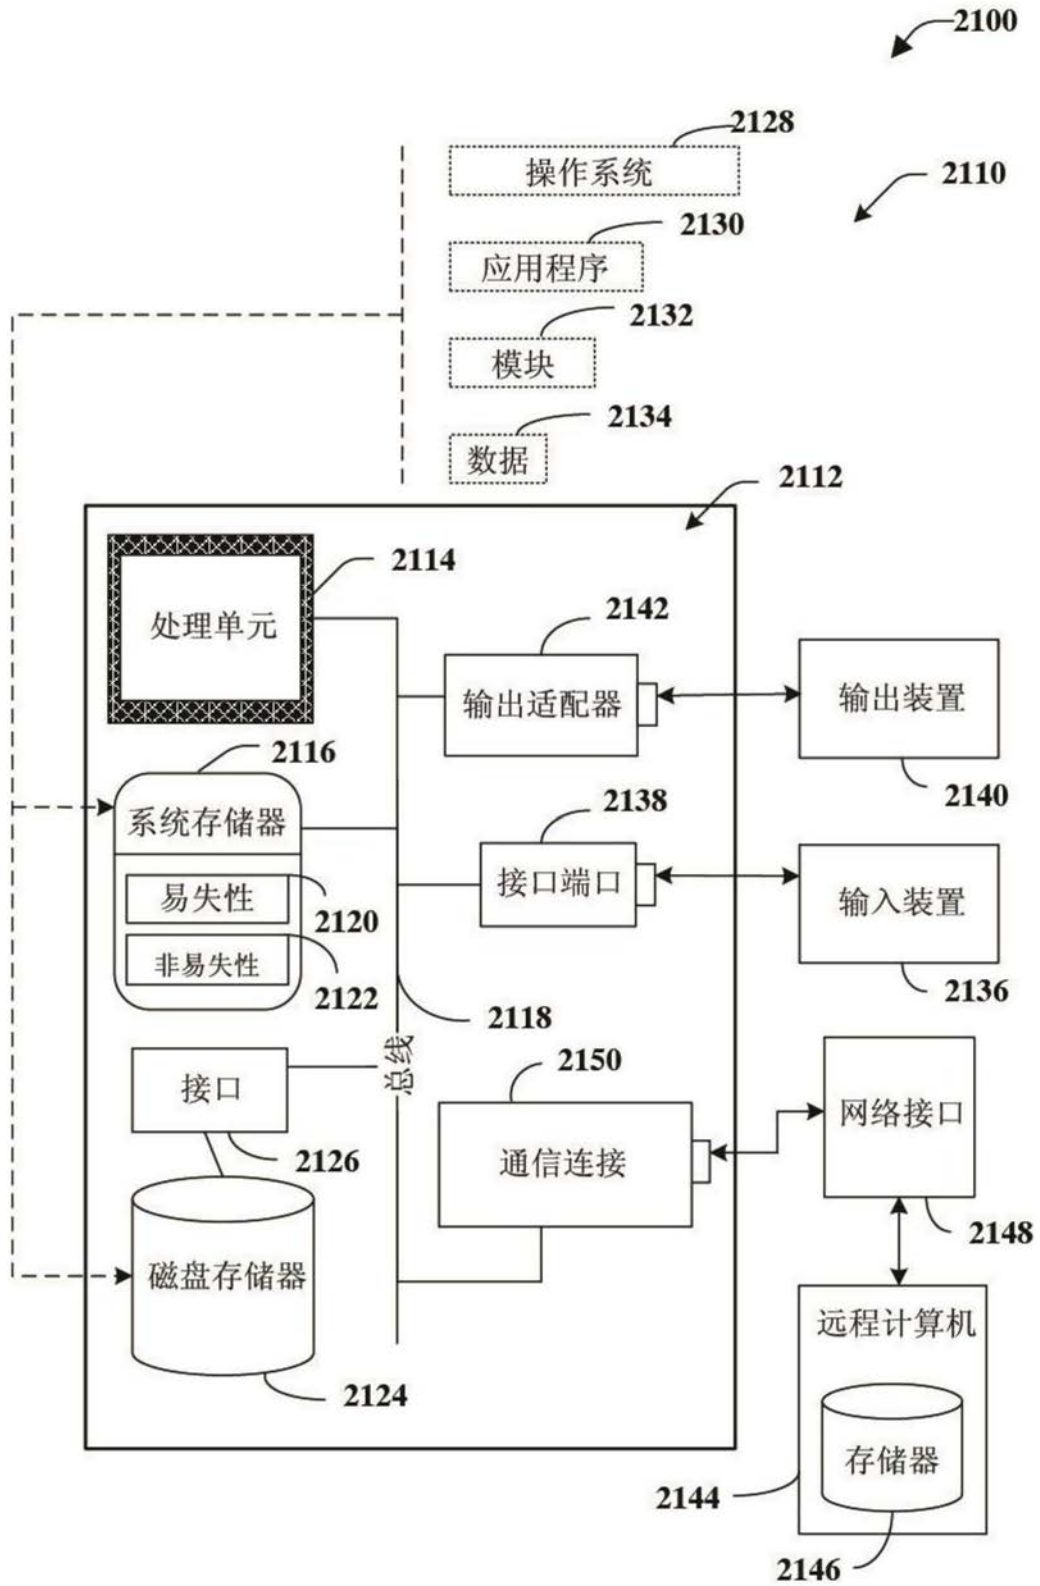 2100
2128
操作系统
2110
2130
应用程序
2132
模块
2134
数据
2112
2114
处理单元
2142
输出适配器
输出装置
2140
2116
系统存储器
易失性
2120
非易失性
2122
2138
接口端口
输入装置
2136
2118
总线
接口
2126
2150
通信连接
网络接口
2148
磁盘存储器
2124
远程计算机
存储器
2144
2146